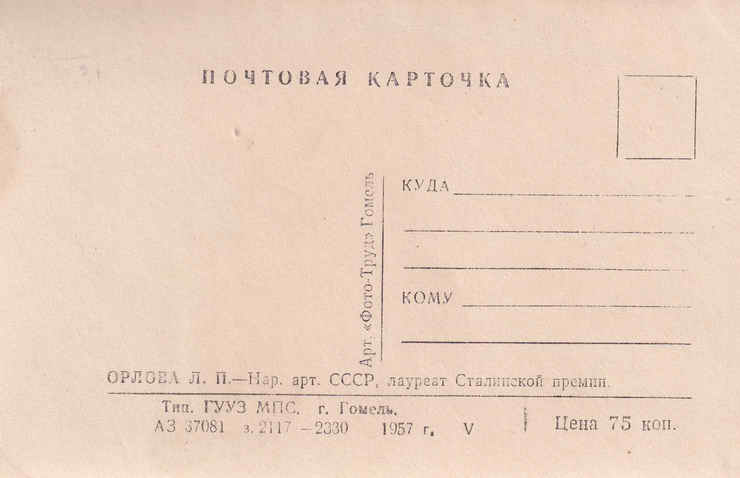 ПОЧТОВАЯ КАРТОЧКА
КУДА
КОМУ
Арт. «Фото-Труд» Гомель
ОРЛОВА Л. П.—Нар. арт. СССР, лауреат Сталинской премии.
Тип. ГУУЗ МПС. г. Гомель.
АЗ 37081 з. 2117—2330 1957 г. V
Цена 75 коп.